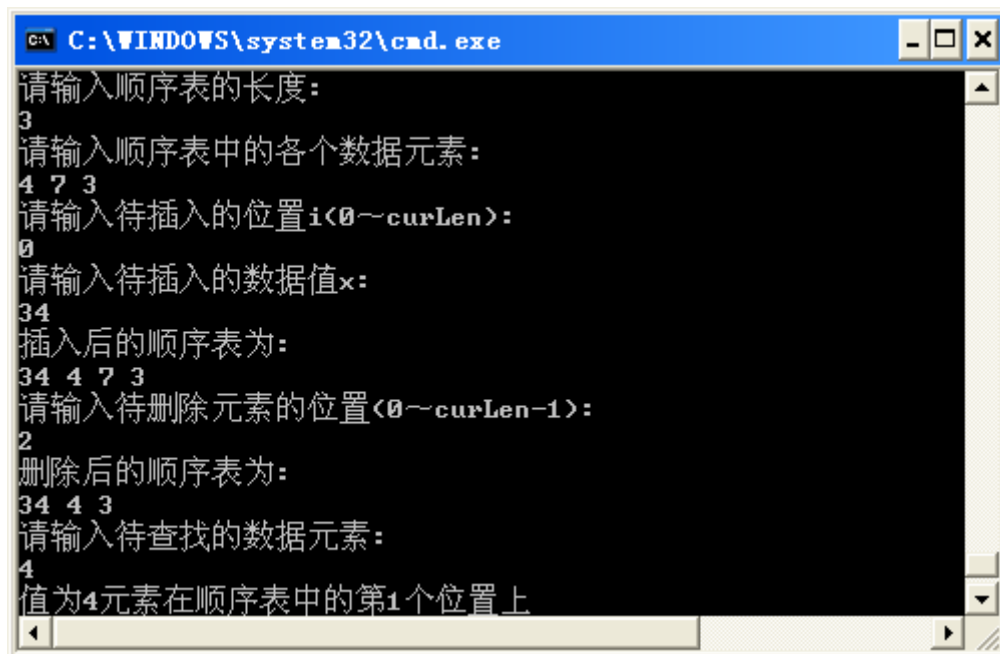 C:\WINDOWS\system32\cmd.exe
请输入顺序表的长度:
3
请输入顺序表中的各个数据元素:
4 7 3
请输入待插入的位置i(0～curLen):
0
请输入待插入的数据值x:
34
插入后的顺序表为:
34 4 7 3
请输入待删除元素的位置(0～curLen-1):
2
删除后的顺序表为:
34 4 3
请输入待查找的数据元素:
4
值为4元素在顺序表中的第1个位置上